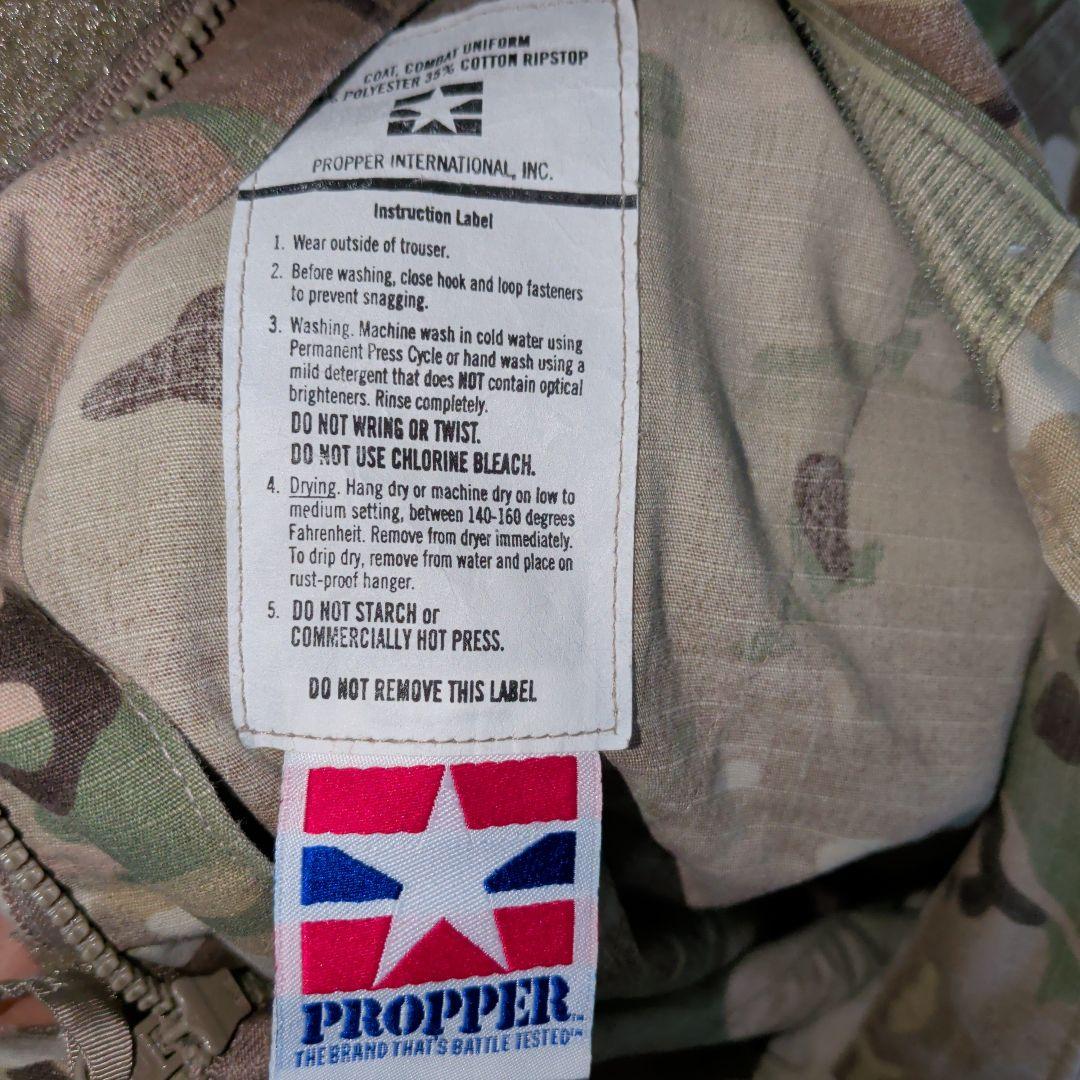 COAT, COMBAT UNIFORM
POLYESTER 35% COTTON RIPSTOP
PROPPER INTERNATIONAL, INC.
Instruction Label
1. Wear outside of trouser.
2. Before washing, close hook and loop fasteners
to prevent snagging.
3. Washing. Machine wash in cold water using
Permanent Press Cycle or hand wash using a
mild detergent that does NOT contain optical
brighteners. Rinse completely.
DO NOT WRING OR TWIST.
DO NOT USE CHLORINE BLEACH.
4. Drying. Hang dry or machine dry on low to
medium setting, between 140-160 degrees
Fahrenheit. Remove from dryer immediately.
To drip dry, remove from water and place on
rust-proof hanger.
5. DO NOT STARCH or
COMMERCIALLY HOT PRESS.
DO NOT REMOVE THIS LABEL
PROPPER™
THE BRAND THAT'S BATTLE TESTED™